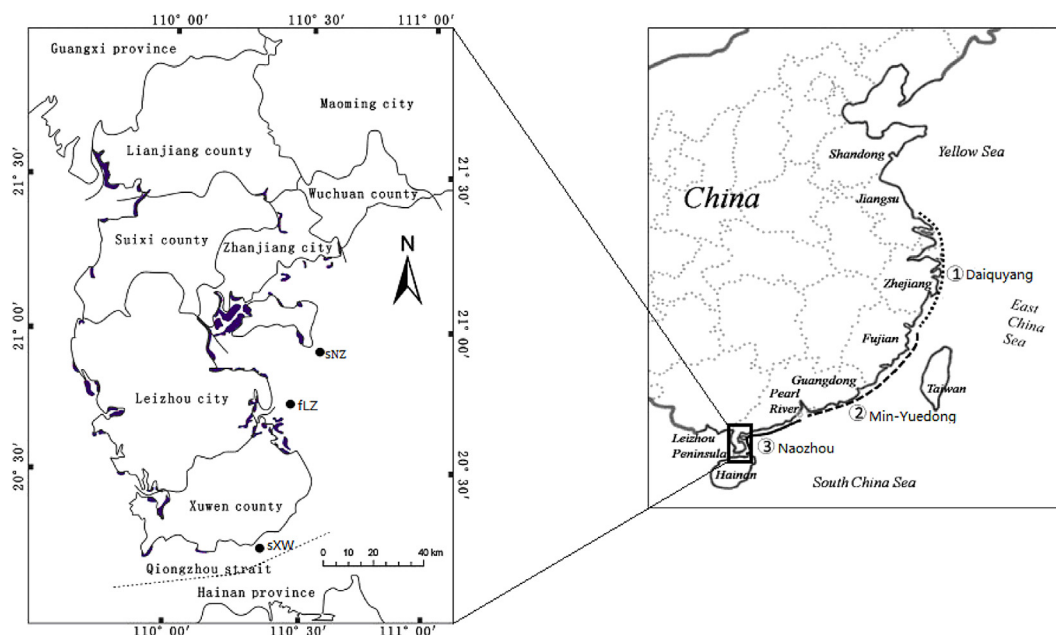 110° 00′
110° 30′
111° 00′
Guangxi province
Maoming city
Lianjiang county
21° 30′
21° 30′
Wuchuan county
Suixi county
Zhanjiang city
N
21° 00′
21° 00′
sNZ
Leizhou city
fLZ
20° 30′
20° 30′
Xuwen county
sXW
Qiongzhou strait
0 10 20 40 km
Hainan province
110° 00′
110° 30′
111° 00′
China
Shandong
Yellow Sea
Jiangsu
① Daiquyang
Zhejiang
East
China
Sea
Fujian
Guangdong
Taiwan
Pearl
River
② Min-Yuedong
Leizhou
Peninsula
③ Naozhou
Hainan
South China Sea